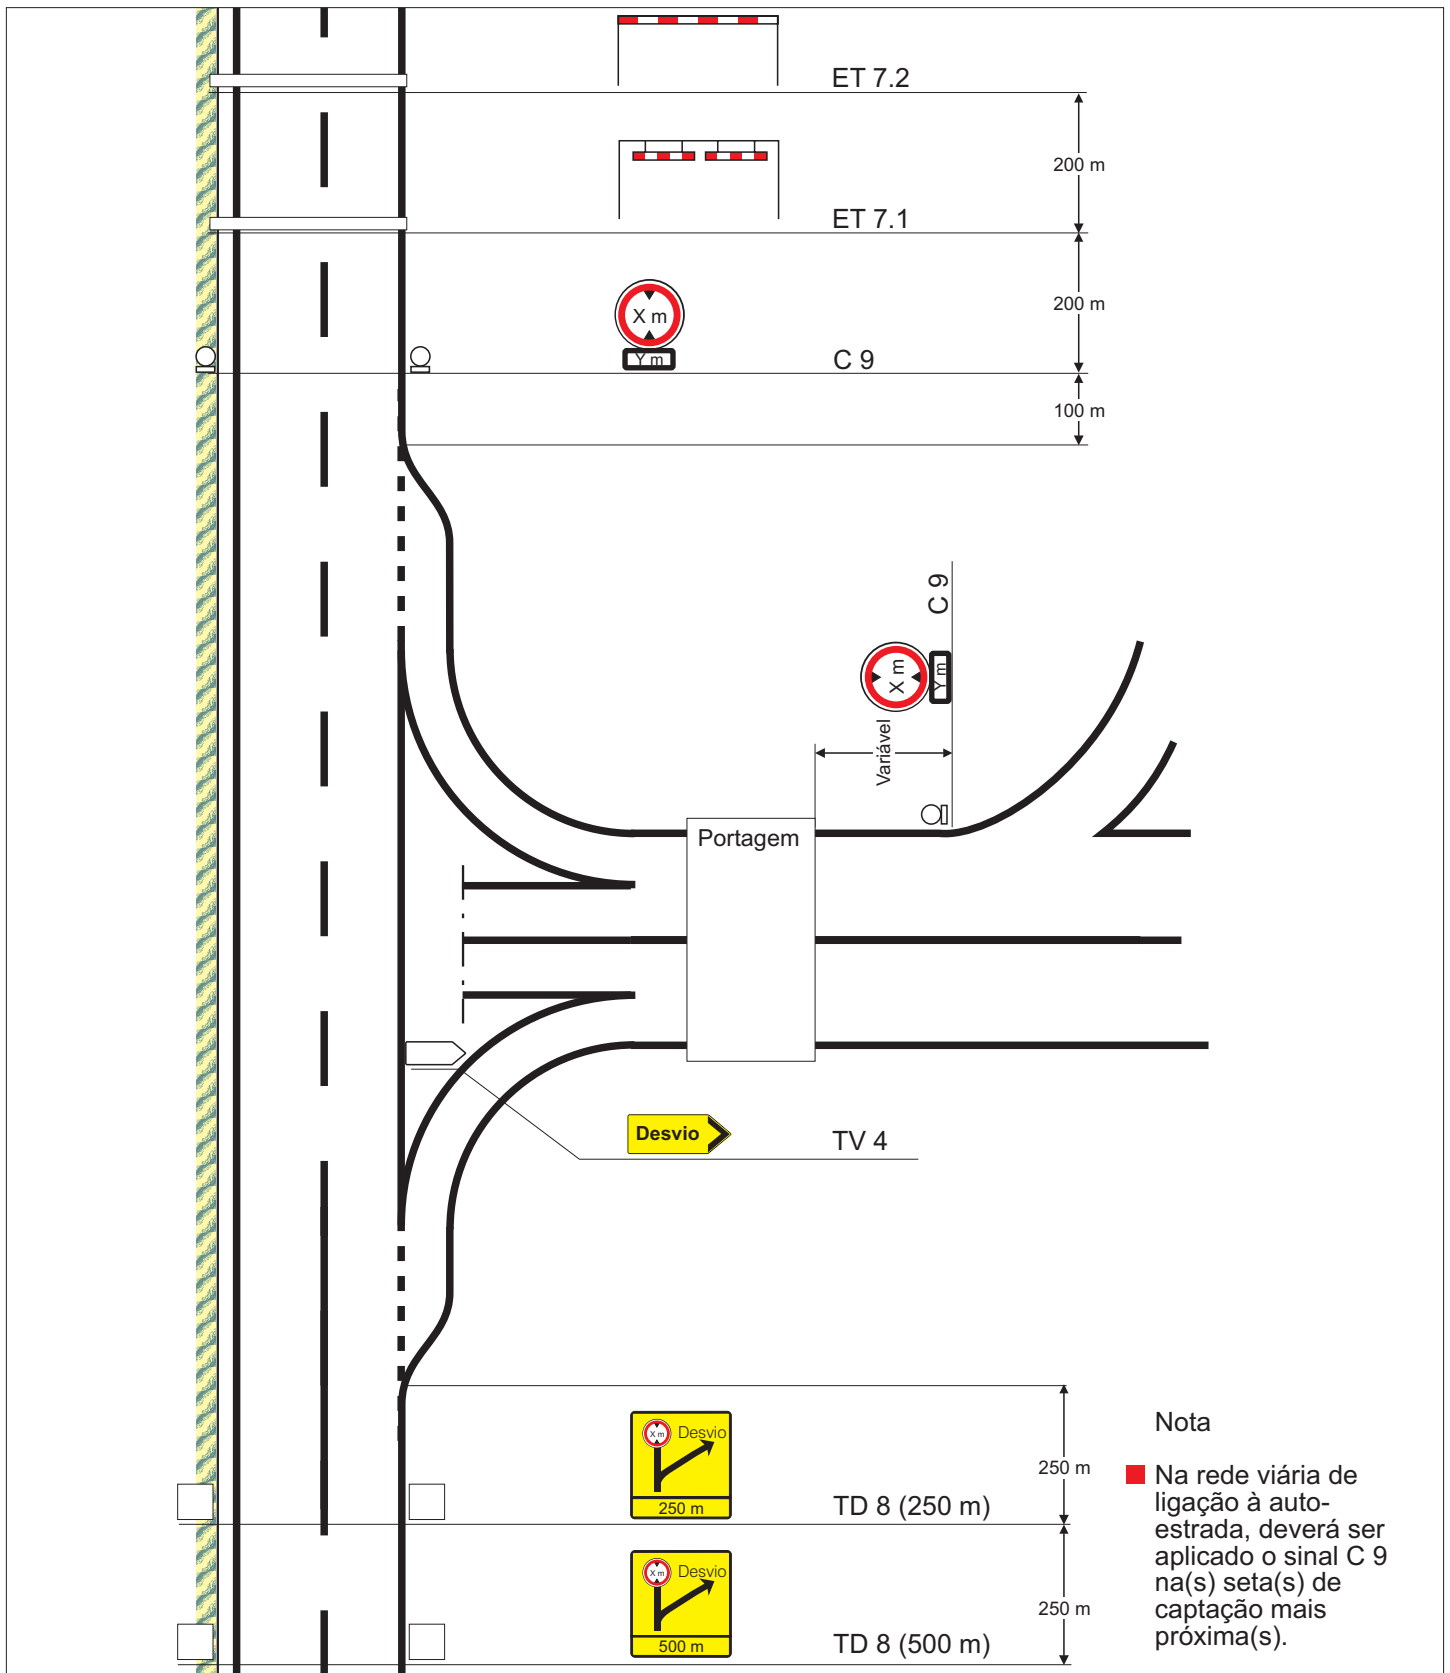 ET 7.2
200 m
ET 7.1
200 m
X m
Y m
C 9
100 m
C 9
X m
Y m
Variável
Portagem
Desvio
TV 4
X m
Desvio
250 m
TD 8 (250 m)
250 m
X m
Desvio
500 m
TD 8 (500 m)
250 m
Nota
Na rede viária de
ligação à auto-
estrada, deverá ser
aplicado o sinal C 9
na(s) seta(s) de
captação mais
próxima(s).